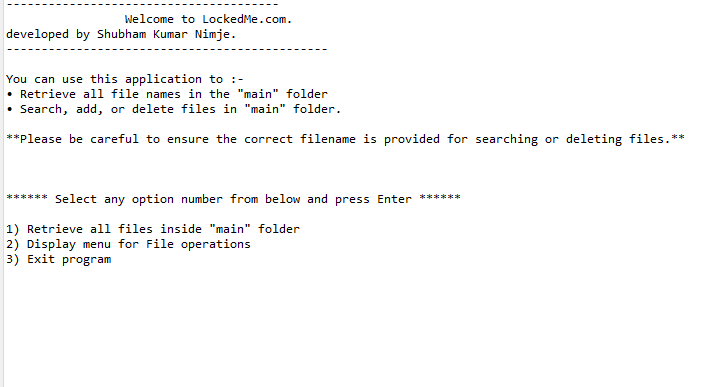 ---------------------------------------
Welcome to LockedMe.com.
developed by Shubham Kumar Nimje.
----------------------------------------------
You can use this application to :-
• Retrieve all file names in the "main" folder
• Search, add, or delete files in "main" folder.
**Please be careful to ensure the correct filename is provided for searching or deleting files.**
****** Select any option number from below and press Enter ******
1) Retrieve all files inside "main" folder
2) Display menu for File operations
3) Exit program